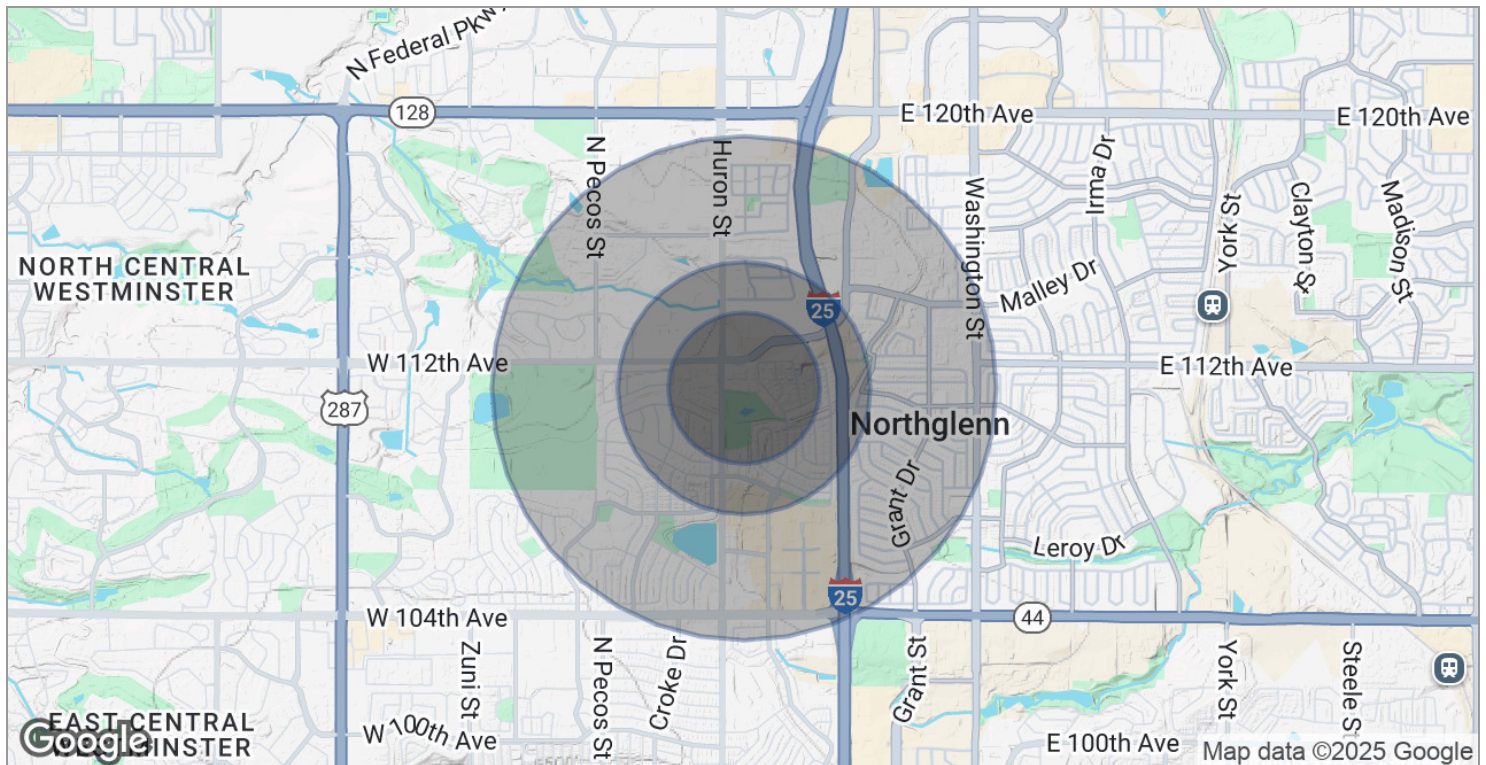 N Federal Pkwy
128
E 120th Ave
E 120th Ave
N Pecos St
Huron St
Washington St
Irma Dr
York St
Clayton St
Madison St
NORTH CENTRAL
WESTMINSTER
Malley Dr
25
W 112th Ave
E 112th Ave
287
Northglenn
Grant Dr
Leroy Dr
25
W 104th Ave
44
Zuni St
N Pecos St
Croke Dr
Grant St
York St
Steele St
EAST CENTRAL
WESTMINSTER
Google
W 100th Ave
E 100th Ave
Map data ©2025 Google